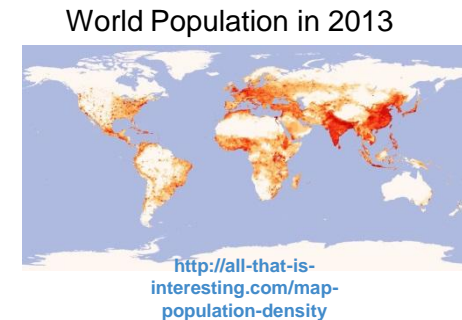 World Population in 2013
http://all-that-is-
interesting.com/map-
population-density